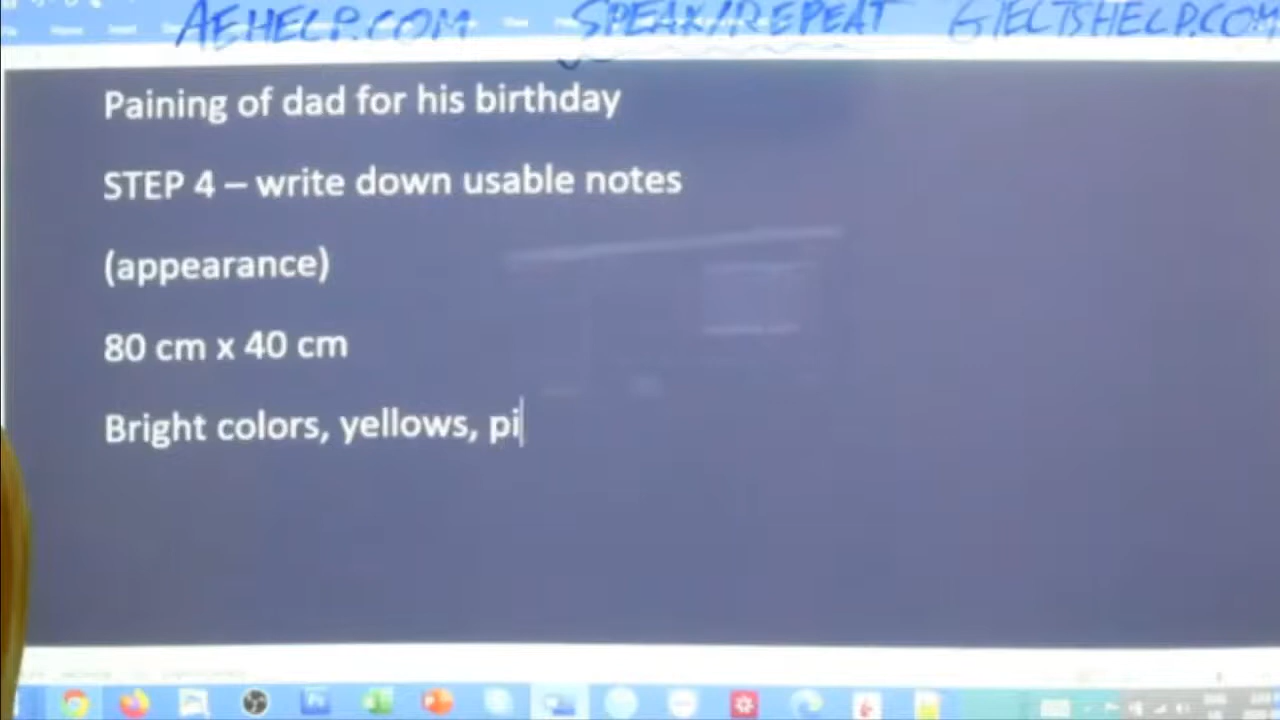 AEHELP.COM SPEAK/REPEAT GIELTSHELP.COM
Paining of dad for his birthday
STEP 4 – write down usable notes
(appearance)
80 cm x 40 cm
Bright colors, yellows, pi